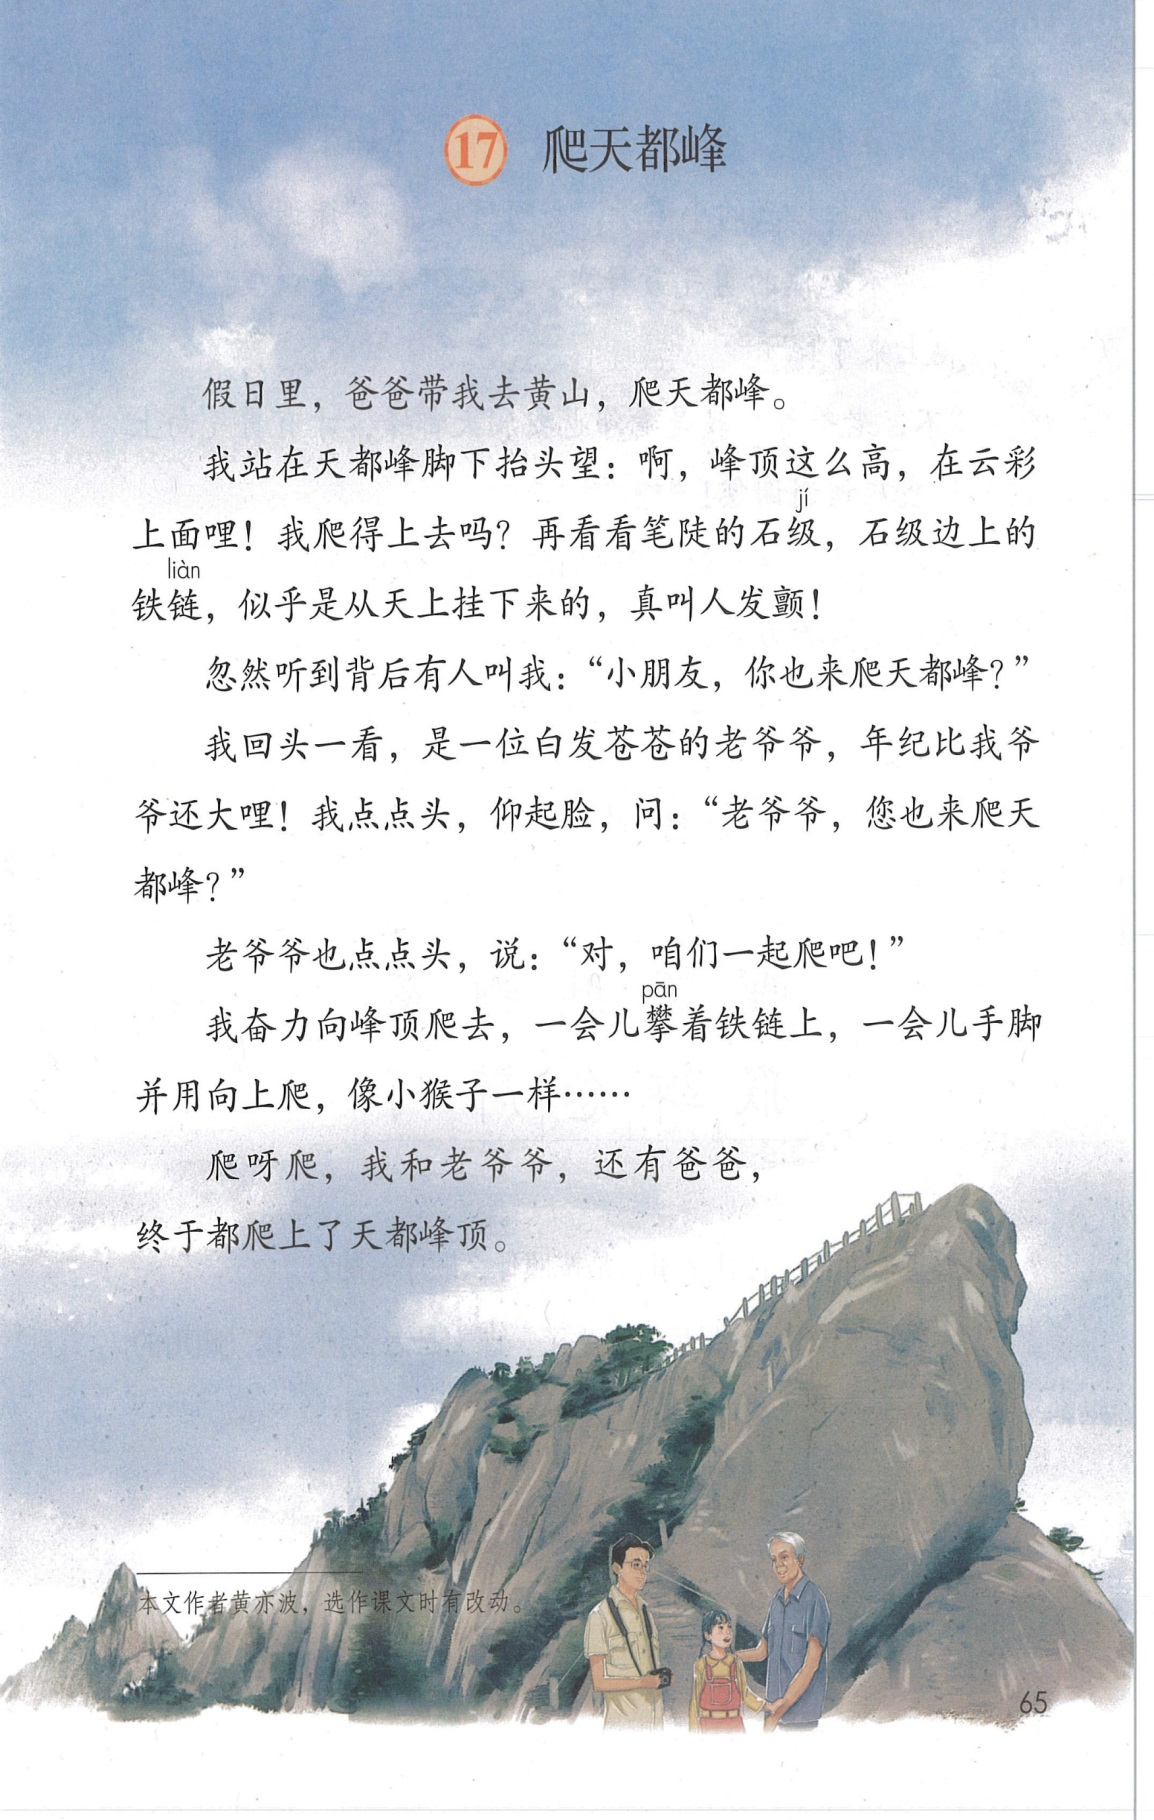 17 爬天都峰
假日里，爸爸带我去黄山，爬天都峰。
我站在天都峰脚下抬头望：啊，峰顶这么高，在云彩
jí
上面哩！我爬得上去吗？再看看笔陡的石级，石级边上的
liàn
铁链，似乎是从天上挂下来的，真叫人发颤！
忽然听到背后有人叫我：“小朋友，你也来爬天都峰？”
我回头一看，是一位白发苍苍的老爷爷，年纪比我爷
爷还大哩！我点点头，仰起脸，问：“老爷爷，您也来爬天
都峰？”
老爷爷也点点头，说：“对，咱们一起爬吧！”
pān
我奋力向峰顶爬去，一会儿攀着铁链上，一会儿手脚
并用向上爬，像小猴子一样……
爬呀爬，我和老爷爷，还有爸爸，
终于都爬上了天都峰顶。
本文作者黄亦波，选作课文时有改动。
65